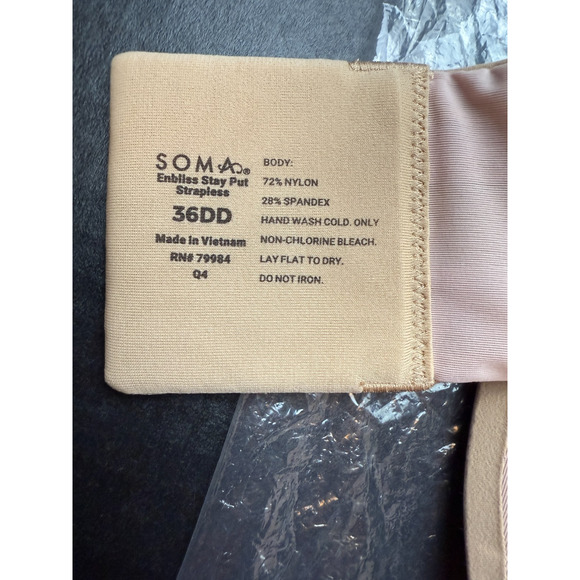 SOMA®
Enbliss Stay Put
Strapless
36DD
Made in Vietnam
RN# 79984
Q4
BODY:
72% NYLON
28% SPANDEX
HAND WASH COLD. ONLY
NON-CHLORINE BLEACH.
LAY FLAT TO DRY.
DO NOT IRON.